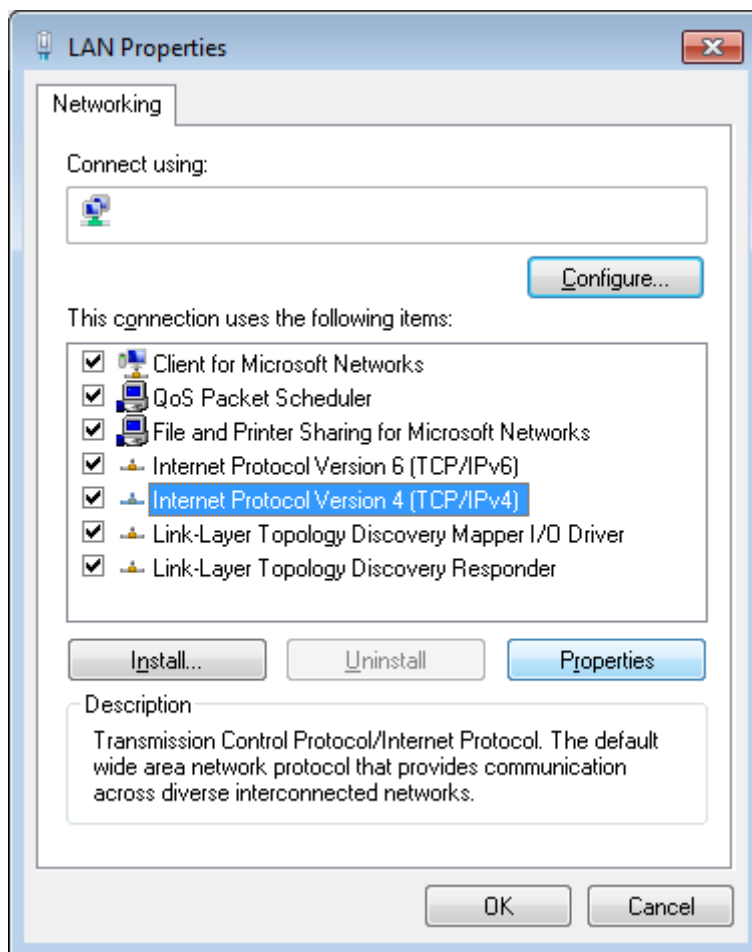 LAN Properties
Networking
Connect using:
Configure...
This connection uses the following items:
Client for Microsoft Networks
QoS Packet Scheduler
File and Printer Sharing for Microsoft Networks
Internet Protocol Version 6 (TCP/IPv6)
Internet Protocol Version 4 (TCP/IPv4)
Link-Layer Topology Discovery Mapper I/O Driver
Link-Layer Topology Discovery Responder
Install... Uninstall Properties
Description
Transmission Control Protocol/Internet Protocol. The default
wide area network protocol that provides communication
across diverse interconnected networks.
OK Cancel